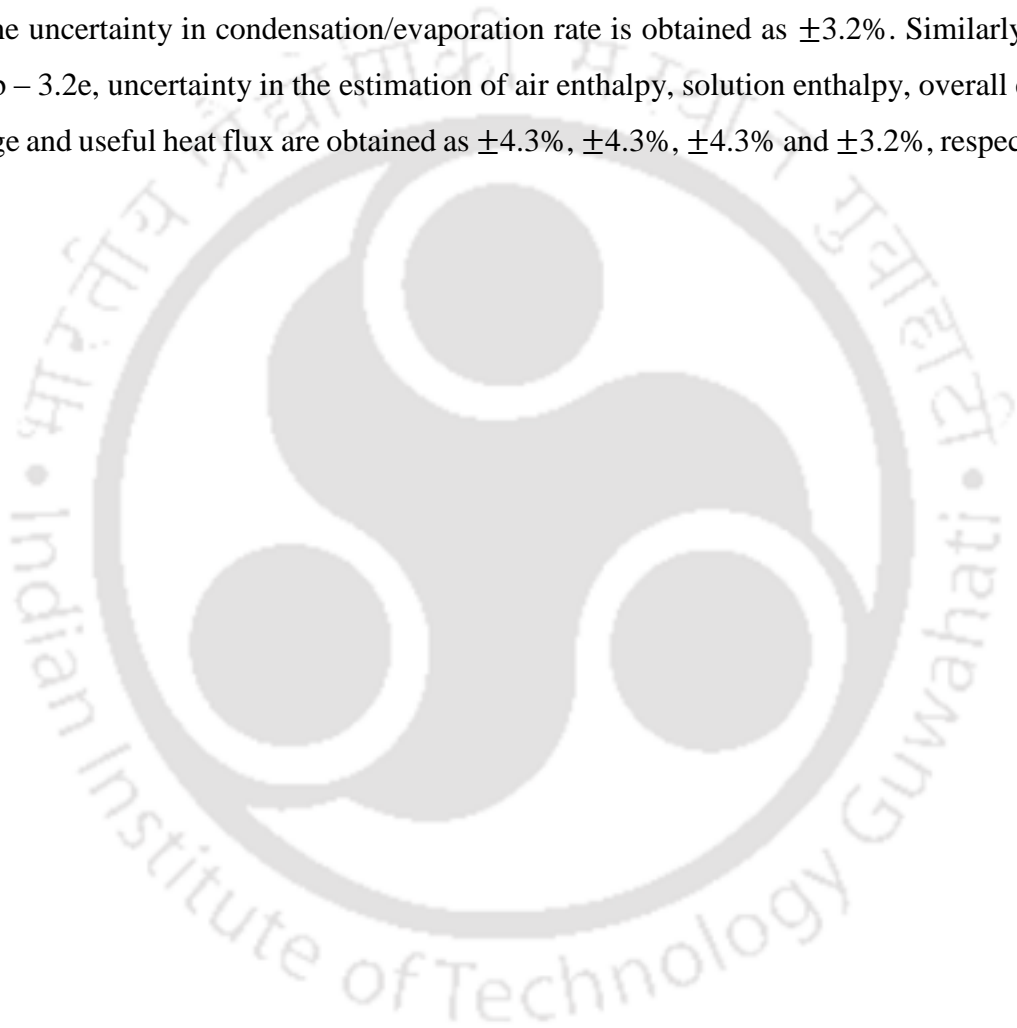 ne uncertainty in condensation/evaporation rate is obtained as ±3.2%. Similarly
– 3.2e, uncertainty in the estimation of air enthalpy, solution enthalpy, overall
ge and useful heat flux are obtained as ±4.3%, ±4.3%, ±4.3% and ±3.2%, respec
भारतीय प्रौद्योगिकी संस्थान गुवाहाटी
Indian Institute of Technology Guwahati